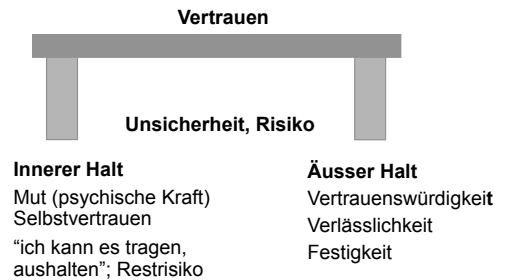 Vertrauen
Unsicherheit, Risiko
Innerer Halt
Mut (psychische Kraft)
Selbstvertrauen
“ich kann es tragen,
aushalten”; Restrisiko
Äusser Halt
Vertrauenswürdigkeit
Verlässlichkeit
Festigkeit